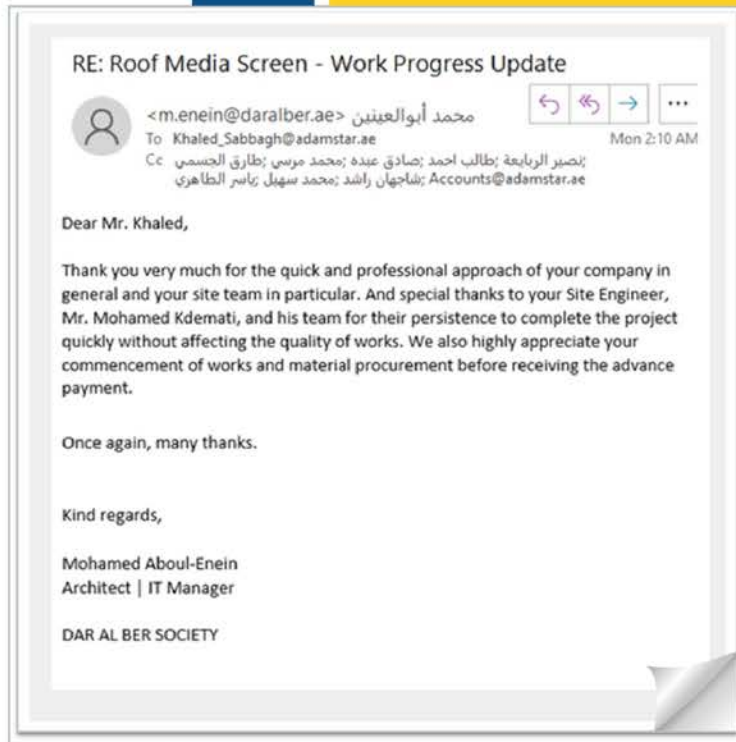 RE: Roof Media Screen - Work Progress Update
محمد أبوالعينين <m.enein@daralber.ae>
To Khaled_Sabbagh@adamstar.ae
Mon 2:10 AM
Cc نصير الربايعة; طالب احمد; صادق عبده; محمد مرسي; طارق الجسمي;
شاجهان راشد; محمد سهيل; ياسر الطاهري; Accounts@adamstar.ae
Dear Mr. Khaled,
Thank you very much for the quick and professional approach of your company in
general and your site team in particular. And special thanks to your Site Engineer,
Mr. Mohamed Kdemati, and his team for their persistence to complete the project
quickly without affecting the quality of works. We also highly appreciate your
commencement of works and material procurement before receiving the advance
payment.
Once again, many thanks.
Kind regards,
Mohamed Aboul-Enein
Architect | IT Manager
DAR AL BER SOCIETY